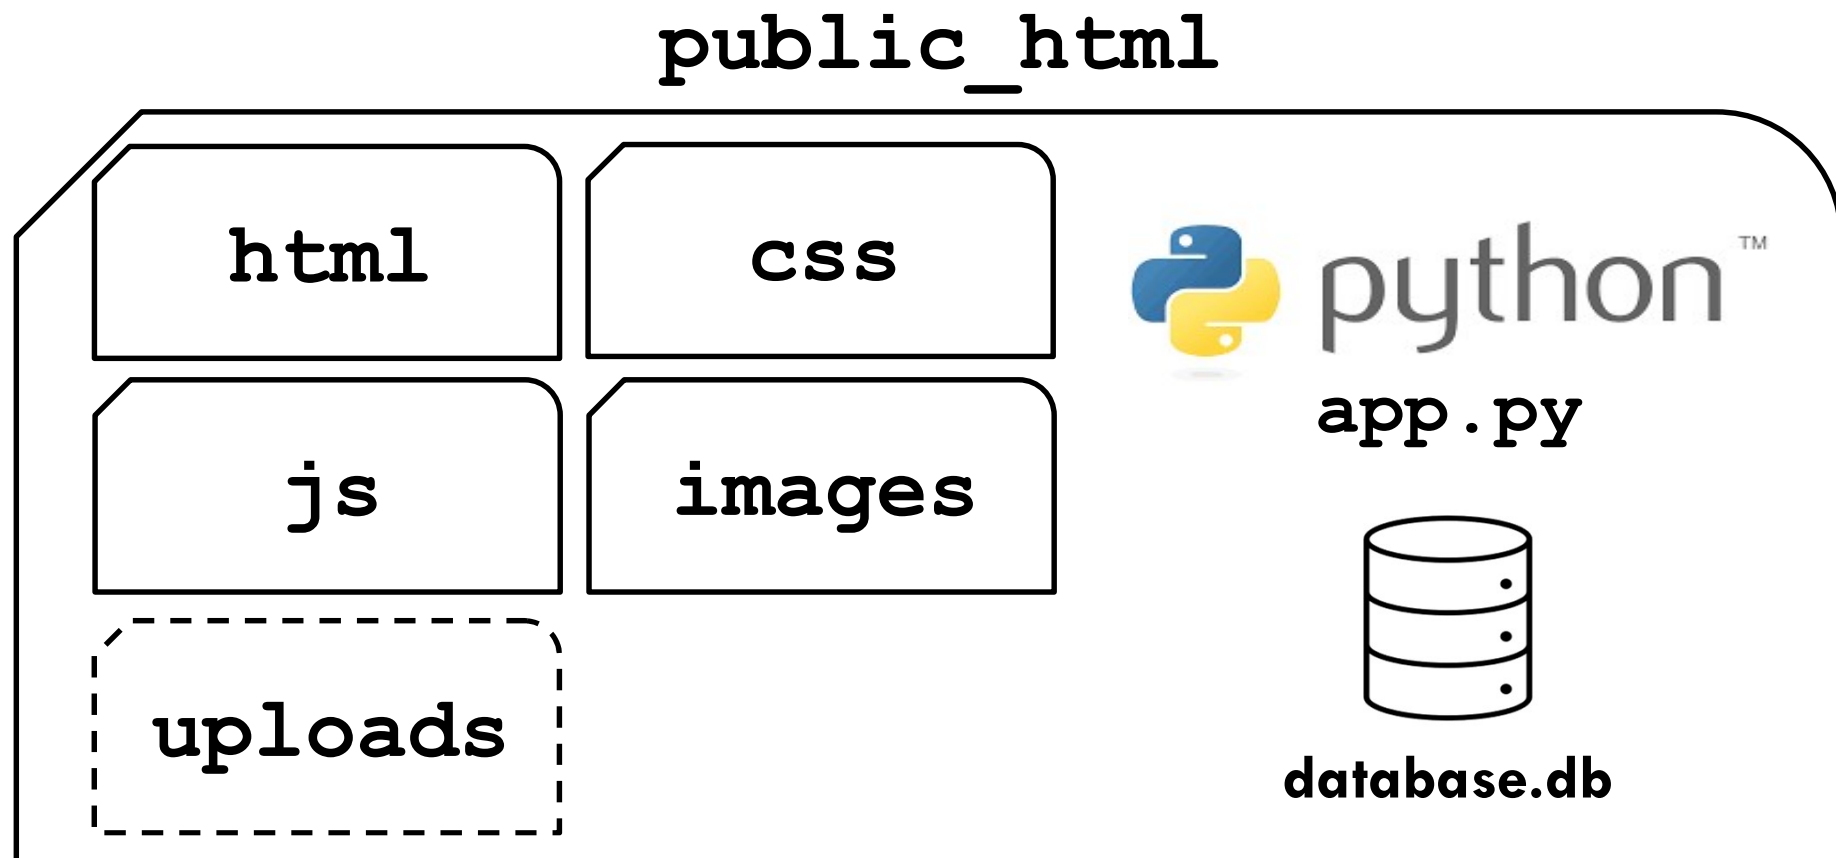 public_html
html
css
python™
app.py
js
images
uploads
database.db